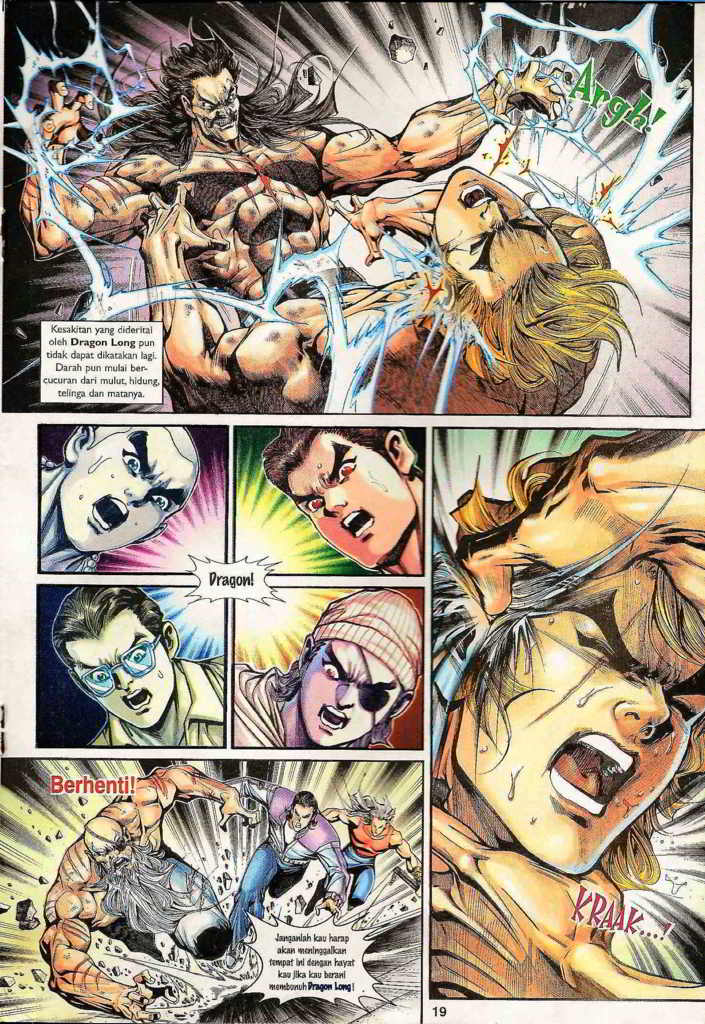 Argh!
Kesakitan yang dideritai
oleh Dragon Long pun
tidak dapat dikatakan lagi.
Darah pun mulai ber-
cucuran dari mulut, hidung,
telinga dan matanya.
Dragon!
Berhenti!
Janganlah kau harap
akan meninggalkan
tempat ini dengan hayat
kau jika kau berani
membunuh Dragon Long!
KRAAK...!
19